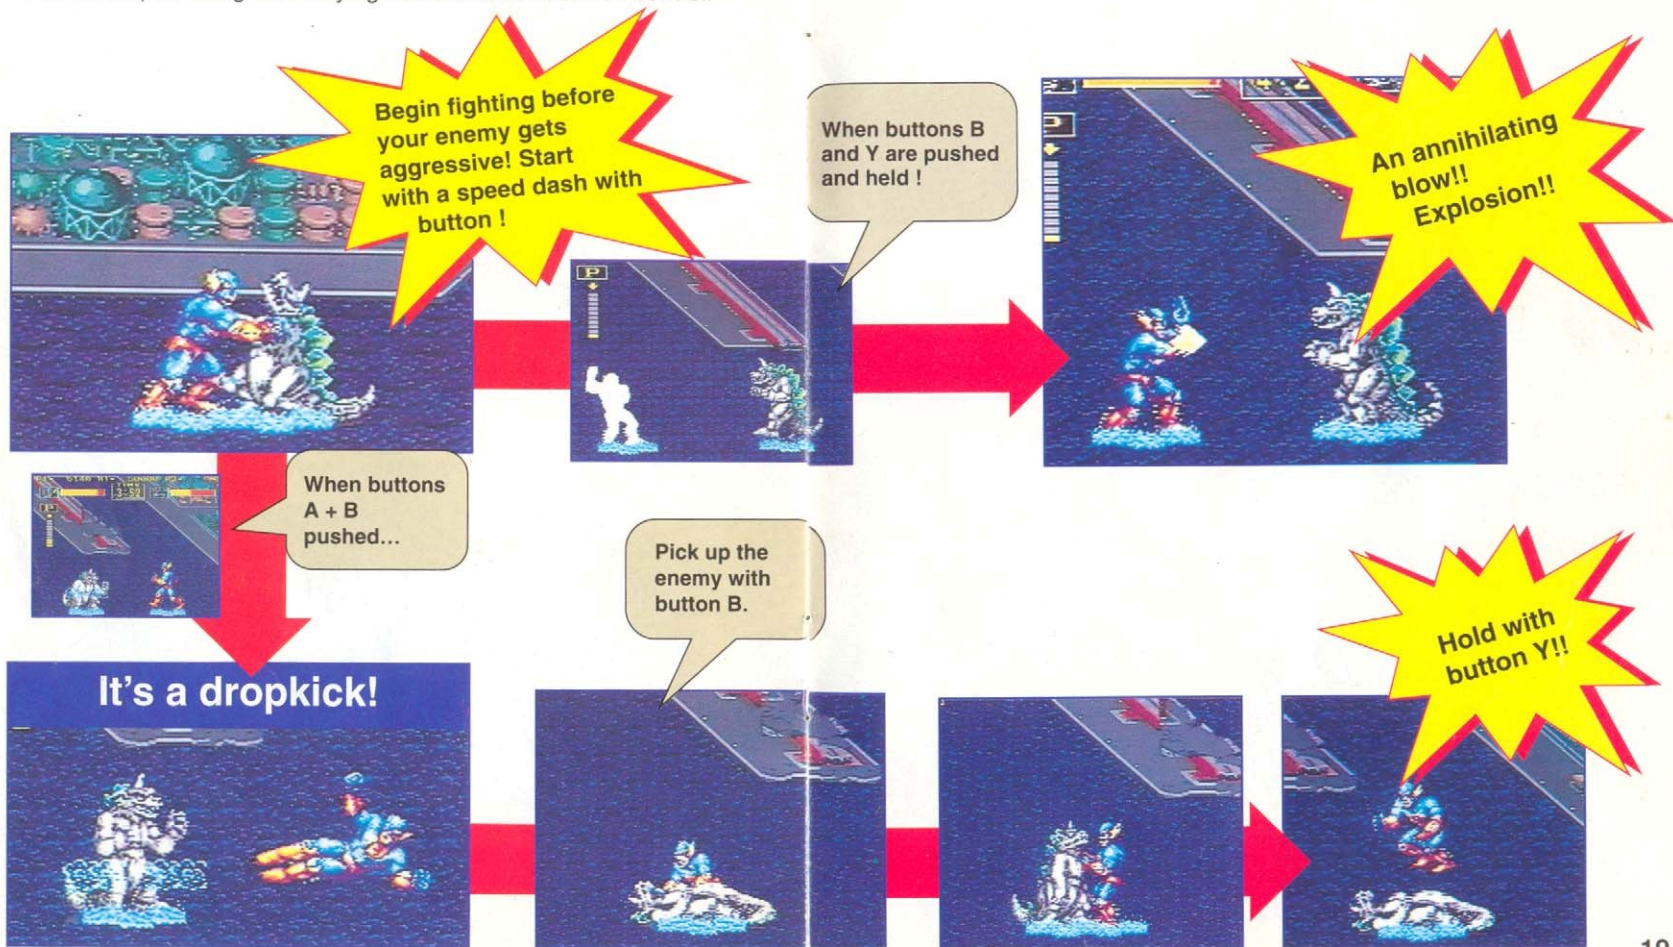 Begin fighting before
your enemy gets
aggressive! Start
with a speed dash with
button !
When buttons B
and Y are pushed
and held !
An annihilating
blow!!
Explosion!!
P
P
When buttons
A + B
pushed...
P
Pick up the
enemy with
button B.
Hold with
button Y!!
It's a dropkick!